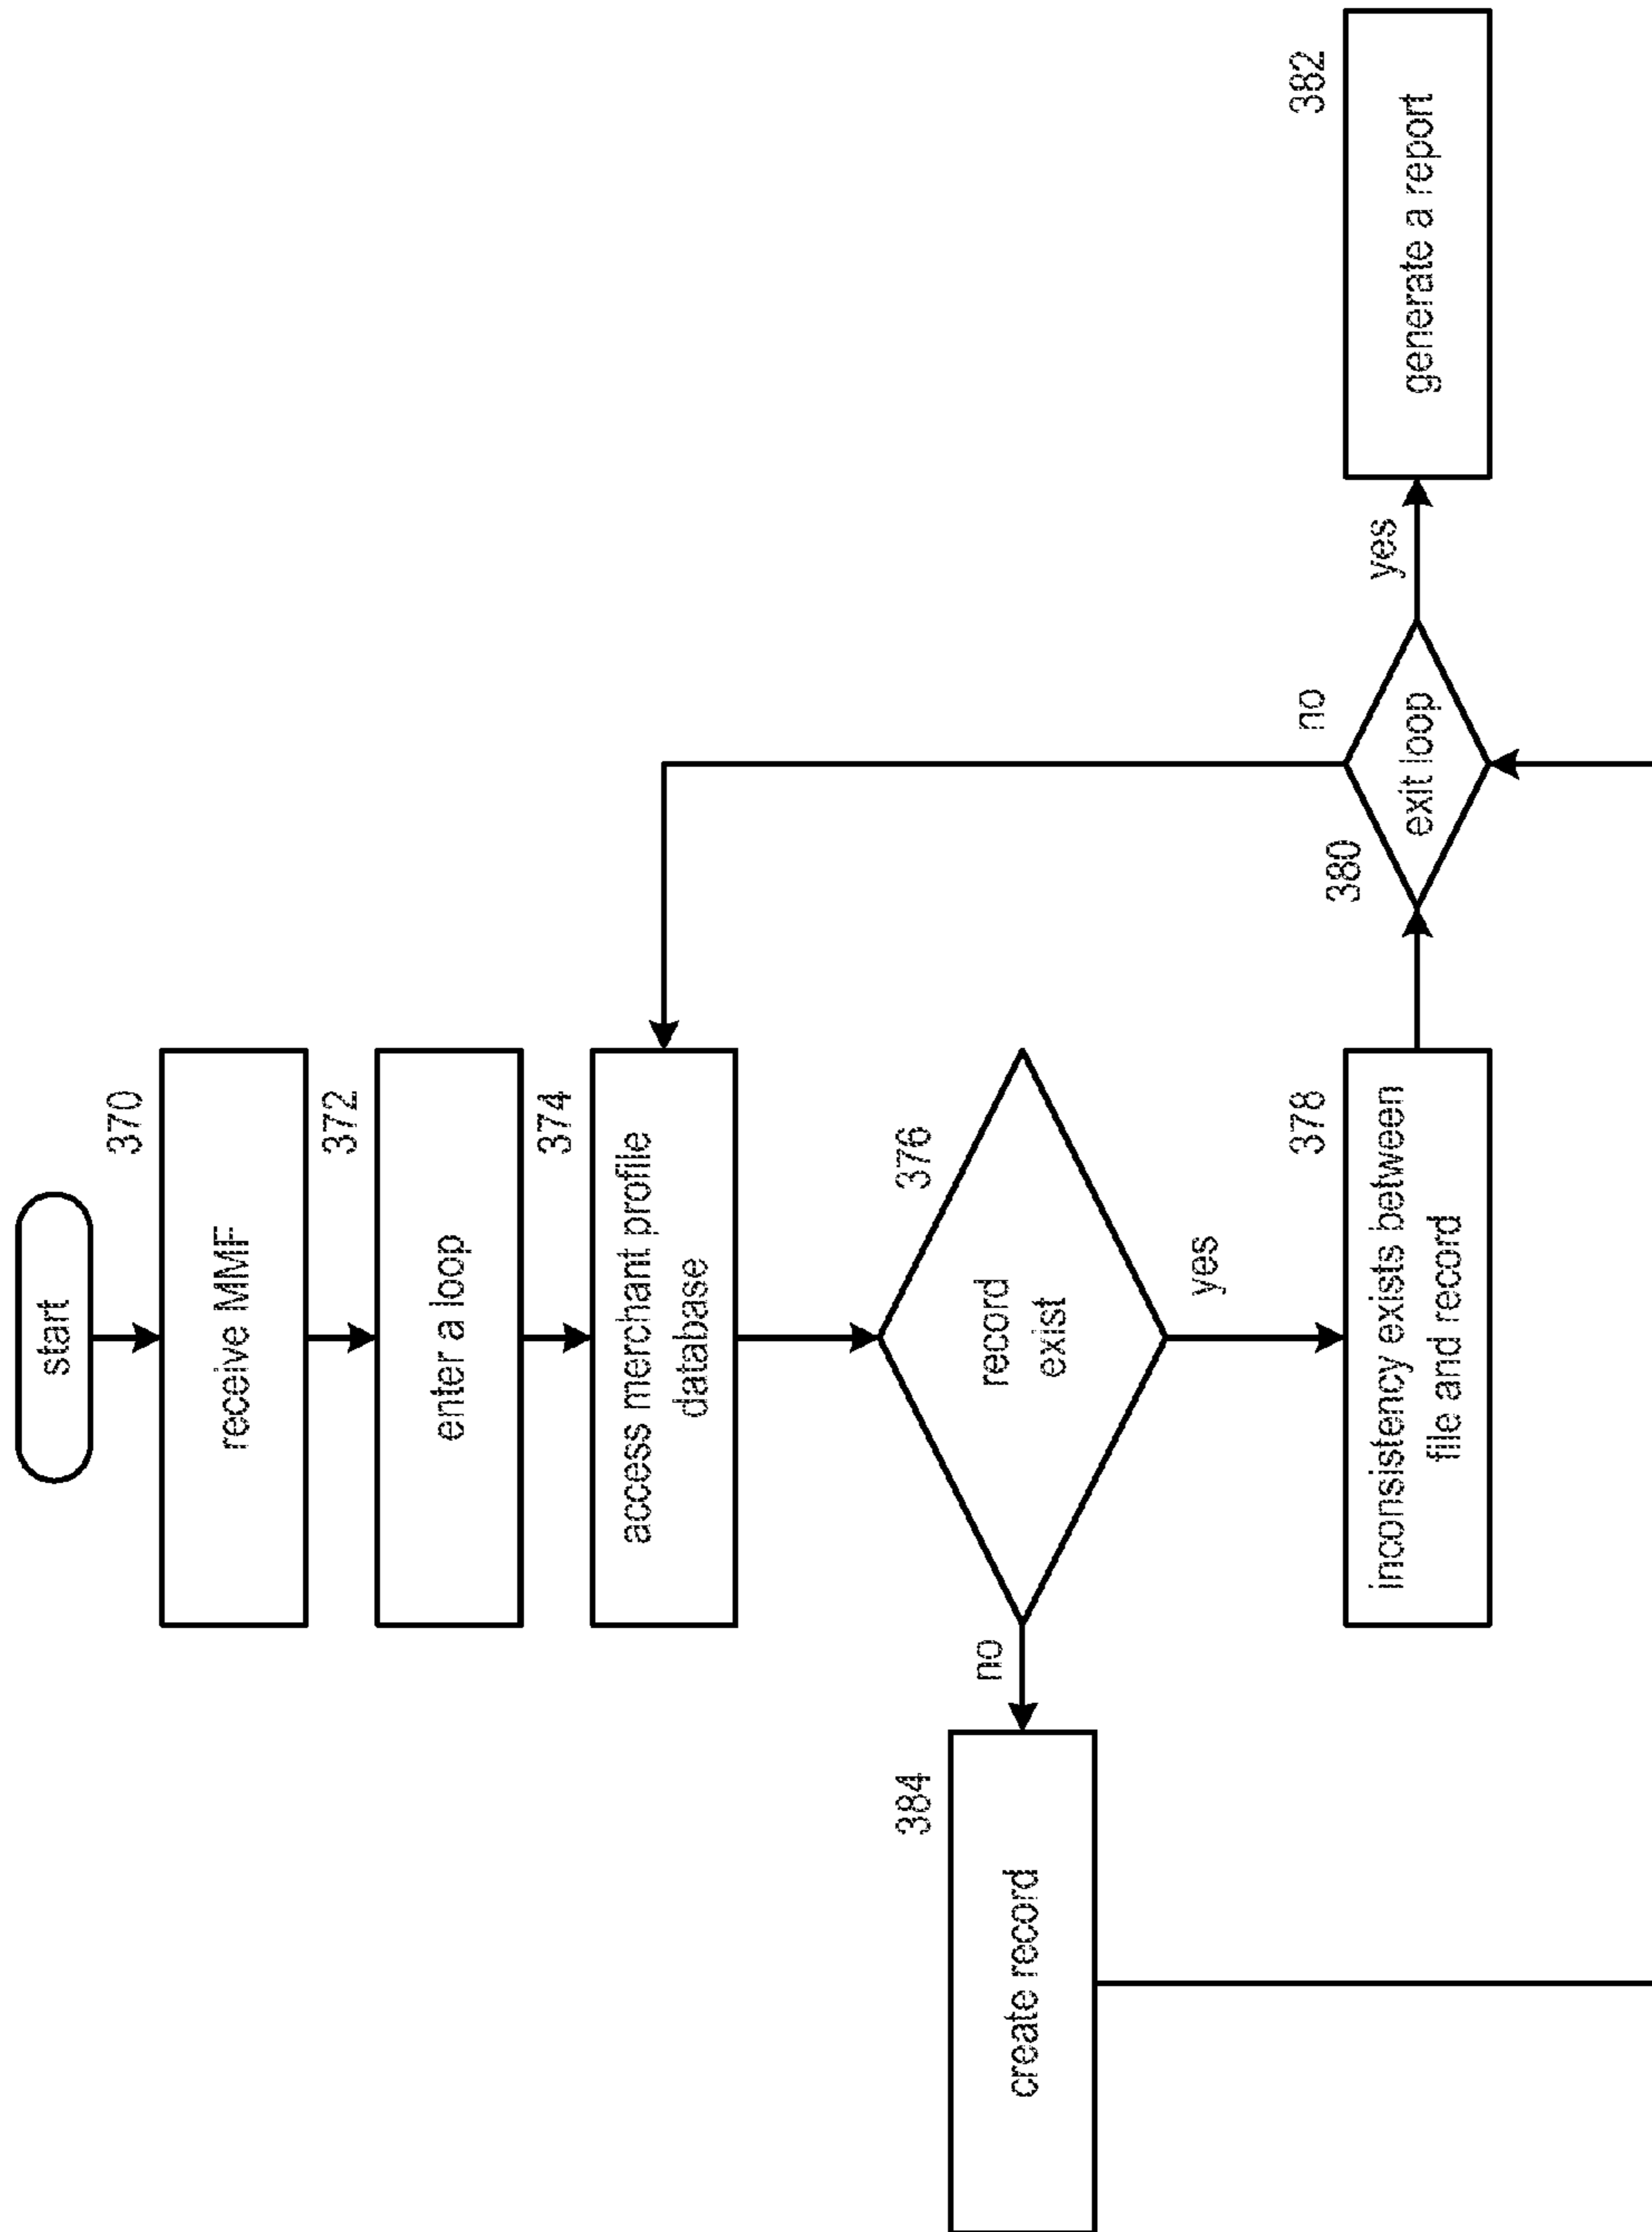 start
370
receive MMF
372
enter a loop
374
access merchant profile
database
376
record
exist
no
yes
384
create record
378
inconsistency exists between
file and record
380
exit loop
no
yes
382
generate a report